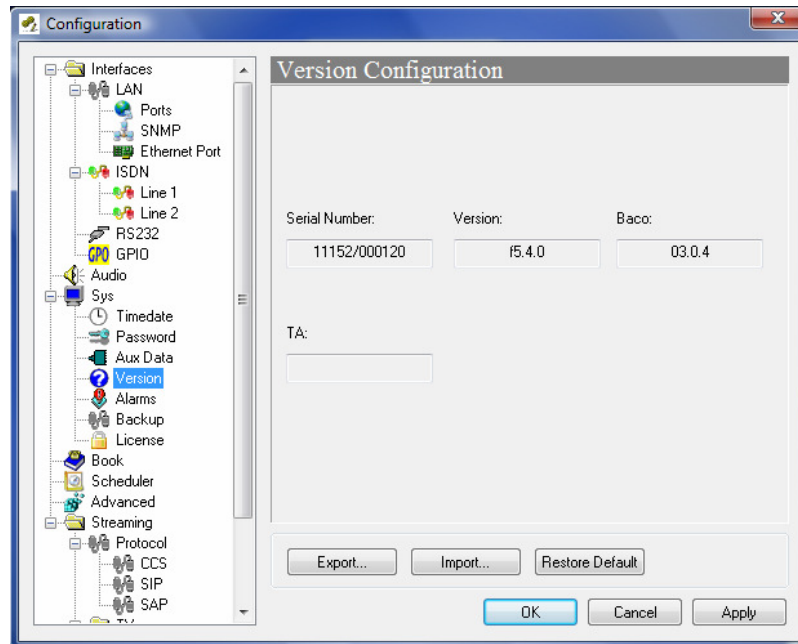 Configuration
Interfaces
LAN
Ports
SNMP
Ethernet Port
ISDN
Line 1
Line 2
RS232
GPO GPIO
Audio
Sys
Timedate
Password
Aux Data
Version
Alarms
Backup
License
Book
Scheduler
Advanced
Streaming
Protocol
CCS
SIP
SAP
Version Configuration
Serial Number: Version: Baco:
11152/000120 f5.4.0 03.0.4
TA:
Export... Import... Restore Default
OK Cancel Apply